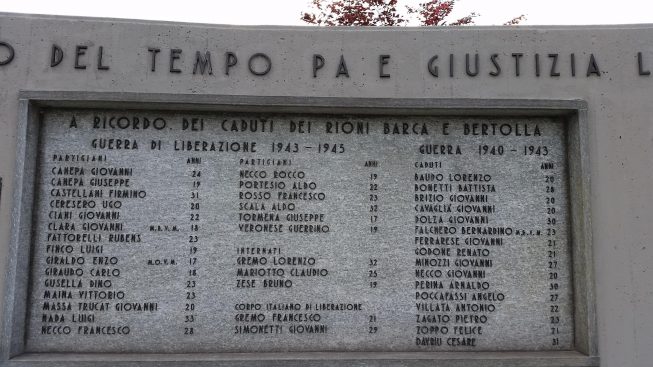 O DEL TEMPO PA E GIUSTIZIA L
A RICORDO DEI CADUTI DEI RIONI BARCA E BERTOLLA
GUERRA DI LIBERAZIONE 1943-1945
PARTIGIANI ANNI
CANEPA GIOVANNI 24
CANEPA GIUSEPPE 19
CASTELLANI FIRMINO 31
CERESERO UGO 20
CIANI GIOVANNI 22
CLARA GIOVANNI M.B.V.M. 18
FATTORELLI RUBENS 23
FINCO LUIGI 19
GIRALDO ENZO M.O.V.M. 17
GIRAUDO CARLO 18
GUSELLA DINO 23
MAINA VITTORIO 23
MASSA TRUCAT GIOVANNI 20
NADA LUIGI 33
NECCO FRANCESCO 28
PARTIGIANI ANNI
NECCO ROCCO 19
PORTESIO ALDO 22
ROSSO FRANCESCO 23
SCALA ALDO 32
TORMENA GIUSEPPE 17
VERONESE GUERRINO 19
INTERNATI
GREMO LORENZO 32
MARIOTTO CLAUDIO 25
ZESE BRUNO 19
CORPO ITALIANO DI LIBERAZIONE
GREMO FRANCESCO 21
SIMONETTI GIOVANNI 29
GUERRA 1940-1943
CADUTI ANNI
BAUDO LORENZO 20
BONETTI BATTISTA 28
BRIZIO GIOVANNI 20
CAVAGLIÀ GIOVANNI 20
DOLZA GIOVANNI 30
FALCHERO BERNARDINO 23
FERRARESE GIOVANNI 21
GODONE RENATO 21
MINOZZI GIOVANNI 27
NECCO GIOVANNI 20
PERINA ARNALDO 30
ROCCAFASSI ANGELO 27
VILLATA ANTONIO 22
ZAGATO PIETRO 23
ZOPPO FELICE 21
DAVRIU CESARE 31